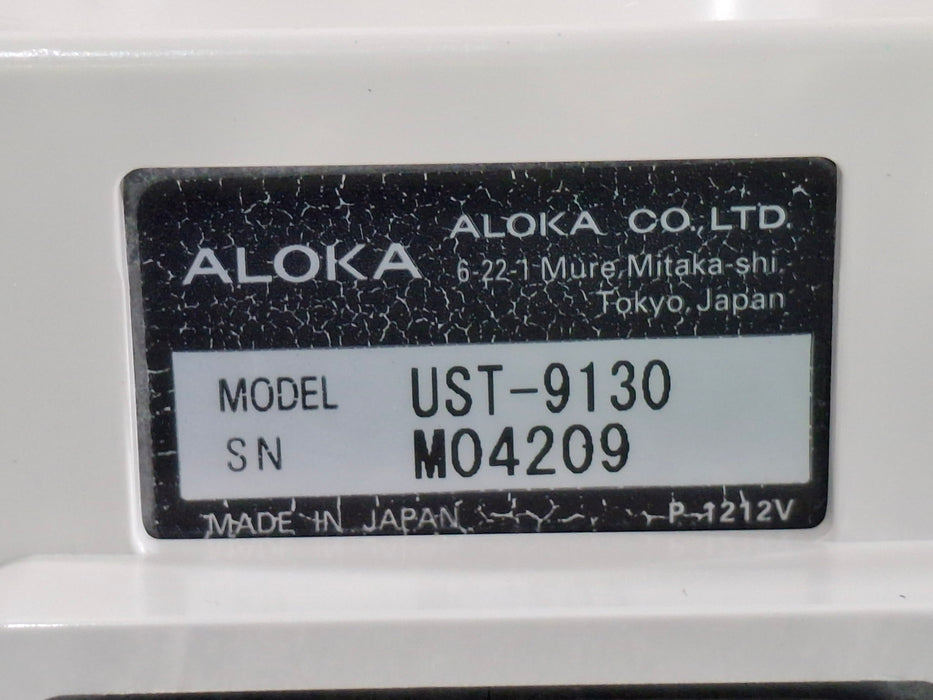 ALOKA
ALOKA CO.,LTD.
6-22-1 Mure, Mitaka-shi,
Tokyo, Japan
MODEL UST-9130
SN M04209
MADE IN JAPAN
P-1212V